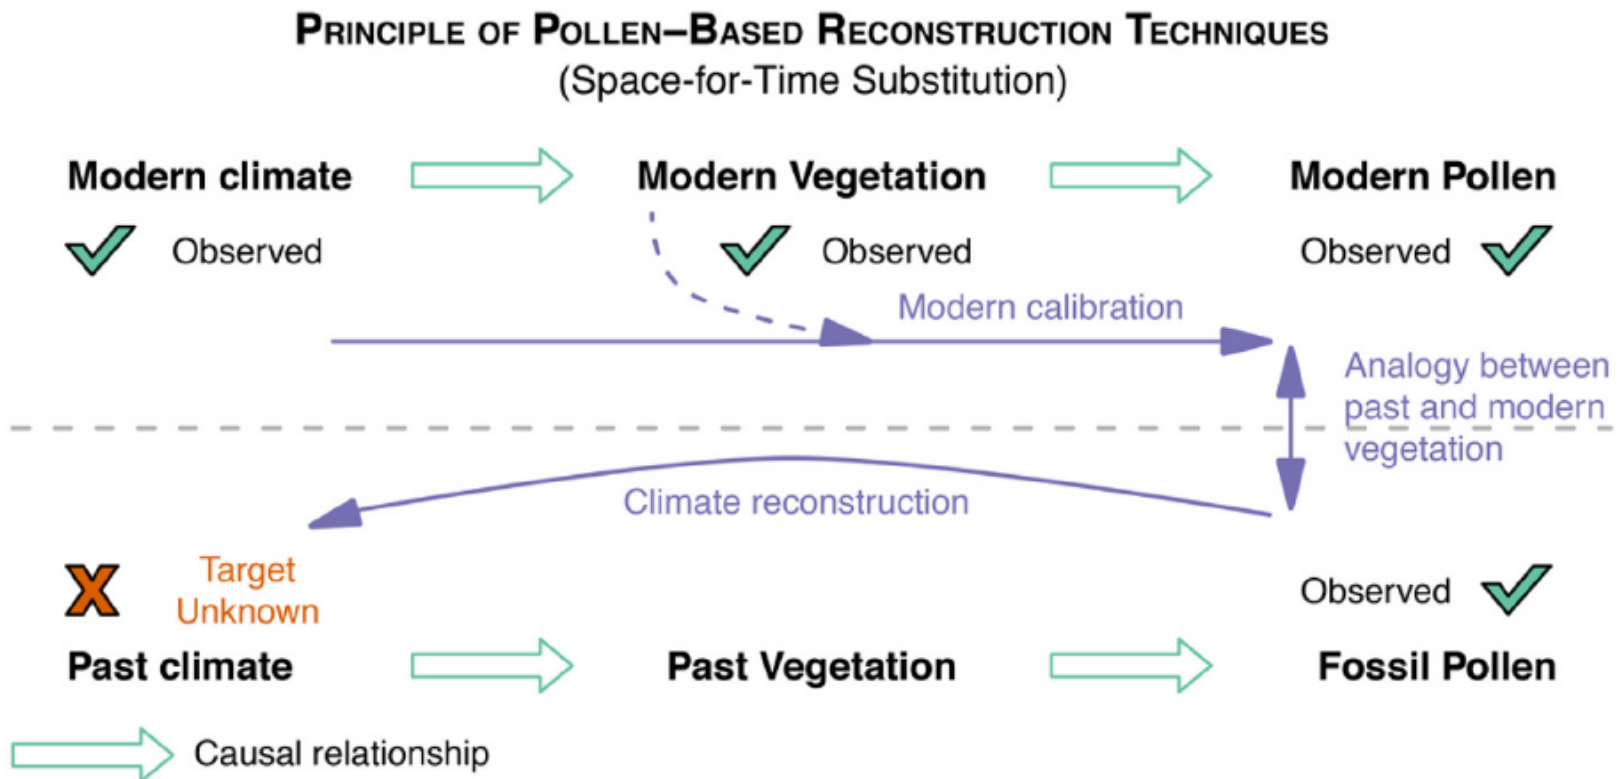 PRINCIPLE OF POLLEN–BASED RECONSTRUCTION TECHNIQUES
(Space-for-Time Substitution)
Modern climate
Modern Vegetation
Modern Pollen
Observed
Observed
Observed
Modern calibration
Analogy between
past and modern
vegetation
Climate reconstruction
Target
Unknown
Observed
Past climate
Past Vegetation
Fossil Pollen
Causal relationship